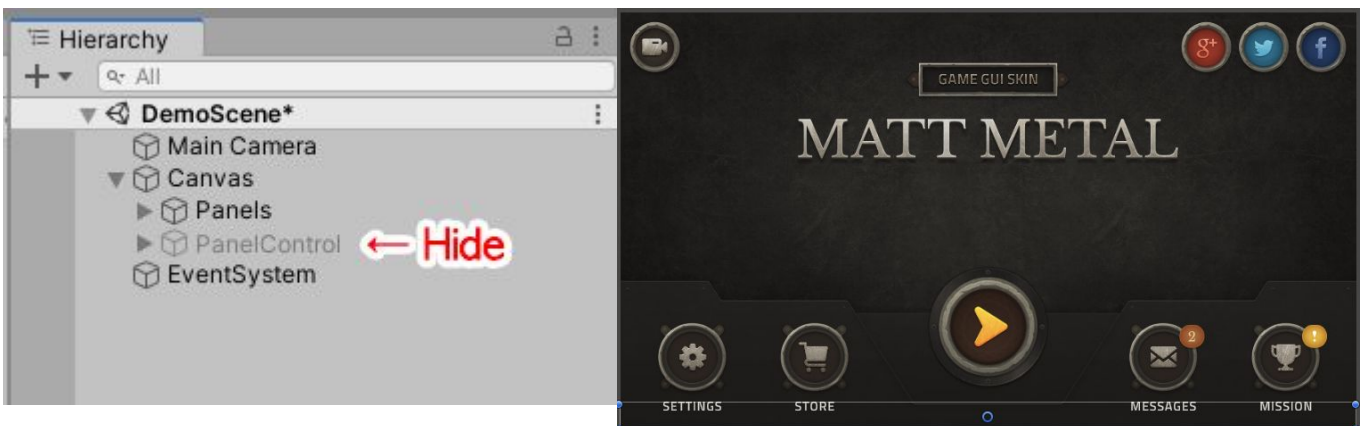 Hierarchy
All
DemoScene*
Main Camera
Canvas
Panels
PanelControl
Hide
EventSystem
g+
f
GAME GUI SKIN
MATT METAL
2
!
SETTINGS
STORE
MESSAGES
MISSION